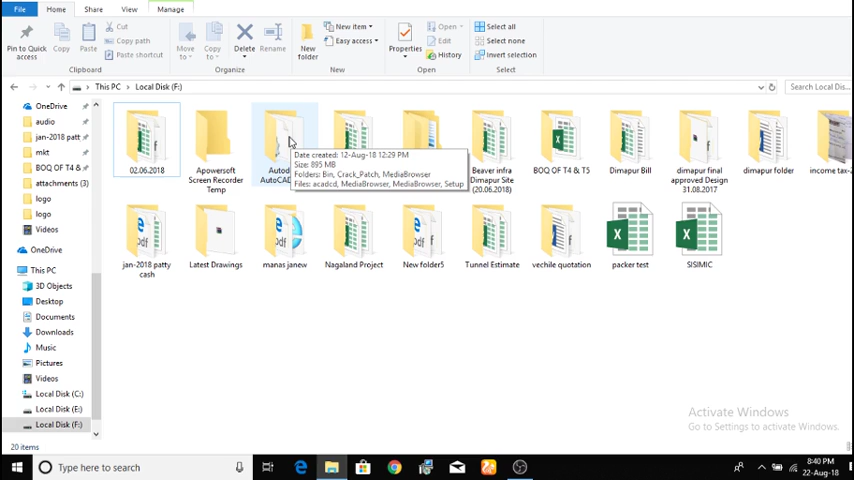 File
Home
Share
View
Manage
Pin to Quick
access
Copy
Paste
Cut
Copy path
Paste shortcut
Clipboard
Move
to
Copy
to
Delete
Rename
Organize
New
folder
New item
Easy access
New
Properties
Open
Edit
History
Open
Select all
Select none
Invert selection
Select
This PC
Local Disk (F:)
Search Local Dis...
OneDrive
audio
jan-2018 patt
mkt
BOQ OF T4 &
attachments (3)
logo
logo
Videos
OneDrive
This PC
3D Objects
Desktop
Documents
Downloads
Music
Pictures
Videos
Local Disk (C:)
Local Disk (E:)
Local Disk (F:)
02.06.2018
Apowersoft
Screen Recorder
Temp
Autod
AutoCAD
Date created: 12-Aug-18 12:29 PM
Size: 895 MB
Folders: Bin, Crack_Patch, MediaBrowser
Files: acadcd, MediaBrowser, MediaBrowser, Setup
Beaver infra
Dimapur Site
(20.06.2018)
BOQ OF T4 & T5
Dimapur Bill
dimapur final
approved Design
31.08.2017
dimapur folder
income tax-
jan-2018 patty
cash
Latest Drawings
manas janew
Nagaland Project
New folder5
Tunnel Estimate
vechile quotation
packer test
SISIMIC
Activate Windows
Go to Settings to activate Windows.
20 items
Type here to search
8:40 PM
22-Aug-18